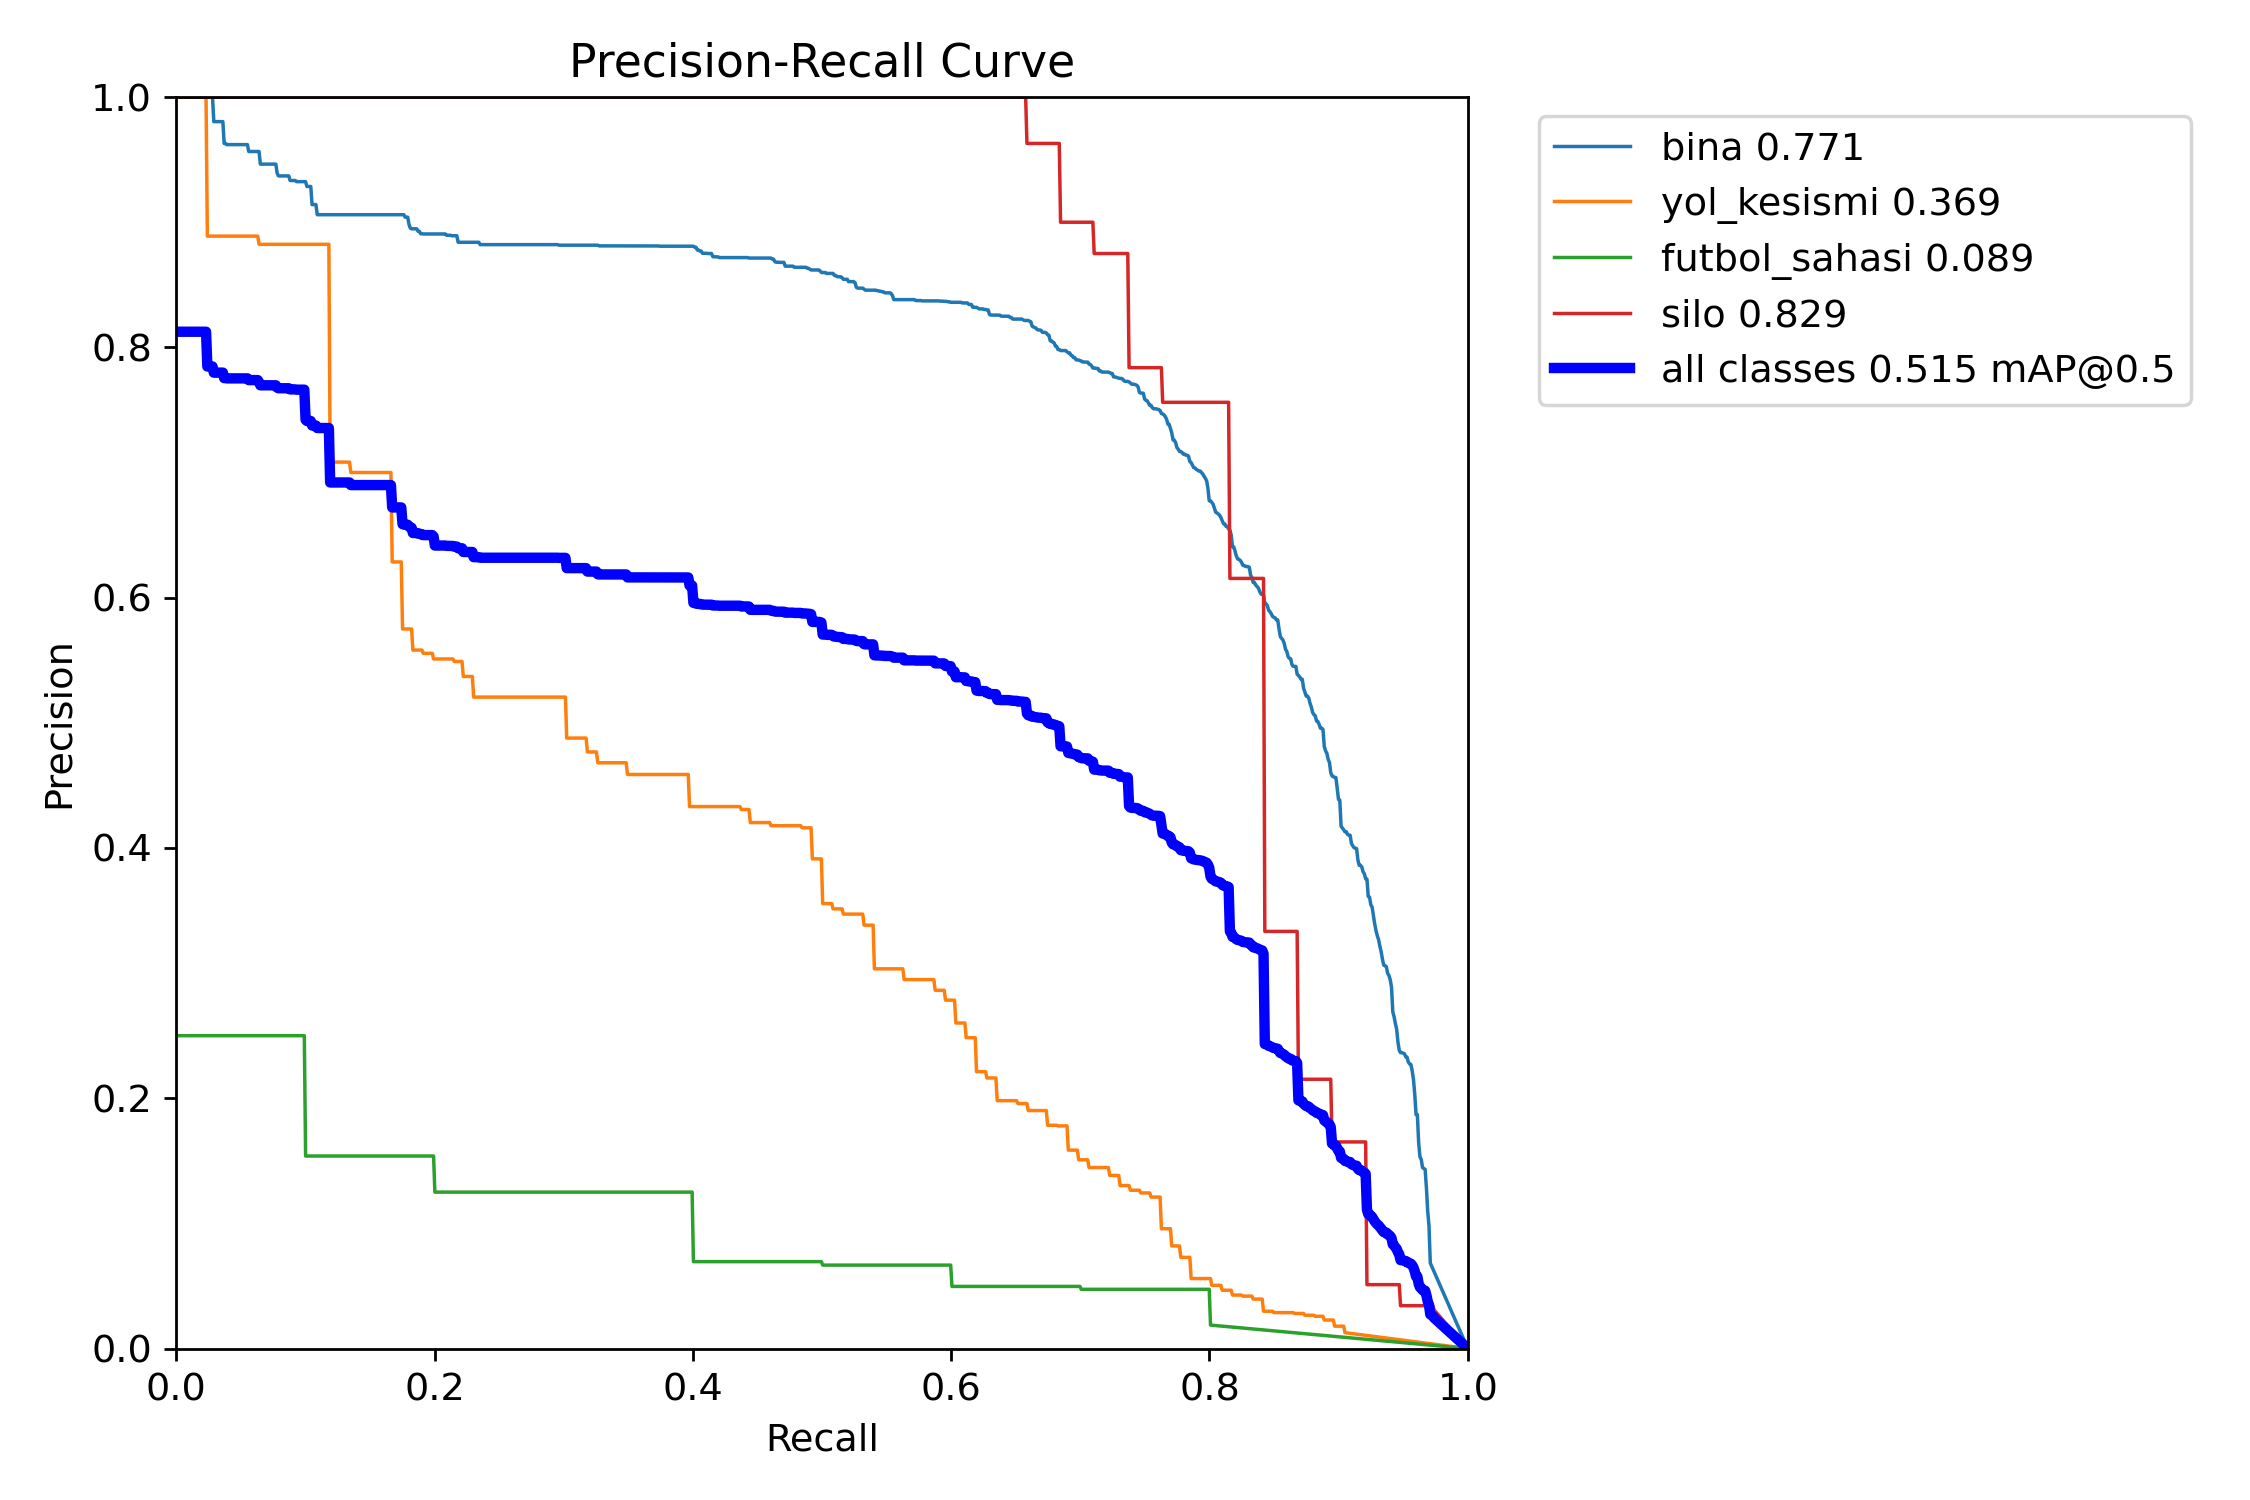 Precision-Recall Curve
1.0
0.8
0.6
0.4
0.2
0.0
Precision
0.0 0.2 0.4 0.6 0.8 1.0
Recall
bina 0.771
yol_kesismi 0.369
futbol_sahasi 0.089
silo 0.829
all classes 0.515 mAP@0.5